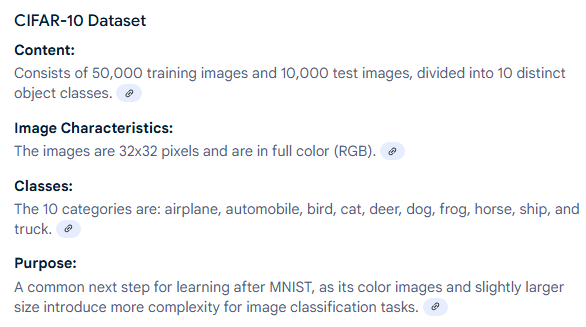 CIFAR-10 Dataset
Content:
Consists of 50,000 training images and 10,000 test images, divided into 10 distinct
object classes.
Image Characteristics:
The images are 32x32 pixels and are in full color (RGB).
Classes:
The 10 categories are: airplane, automobile, bird, cat, deer, dog, frog, horse, ship, and
truck.
Purpose:
A common next step for learning after MNIST, as its color images and slightly larger
size introduce more complexity for image classification tasks.